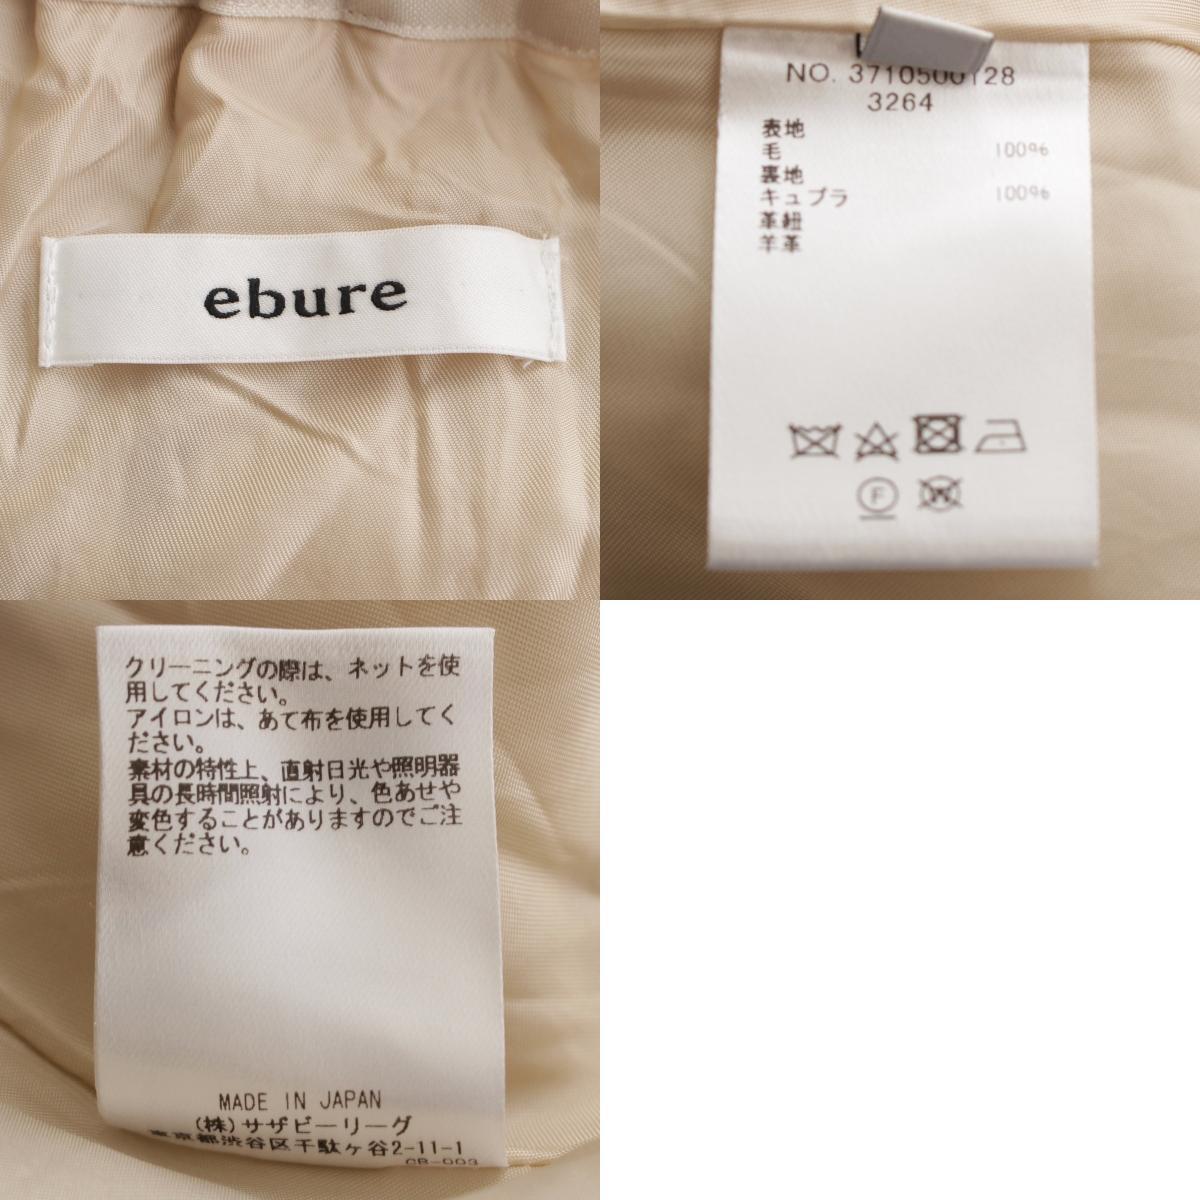 ebure
NO. 3710500128
3264
表地
毛 100%
裏地
キュプラ 100%
革紐
羊革
F
W
クリーニングの際は、ネットを使
用してください。
アイロンは、あて布を使用してく
ださい。
素材の特性上、直射日光や照明器
具の長時間照射により、色あせや
変色することがありますのでご注
意ください。
MADE IN JAPAN
(株)サザビーリーグ
東京都渋谷区千駄ヶ谷2-11-1
CB-003